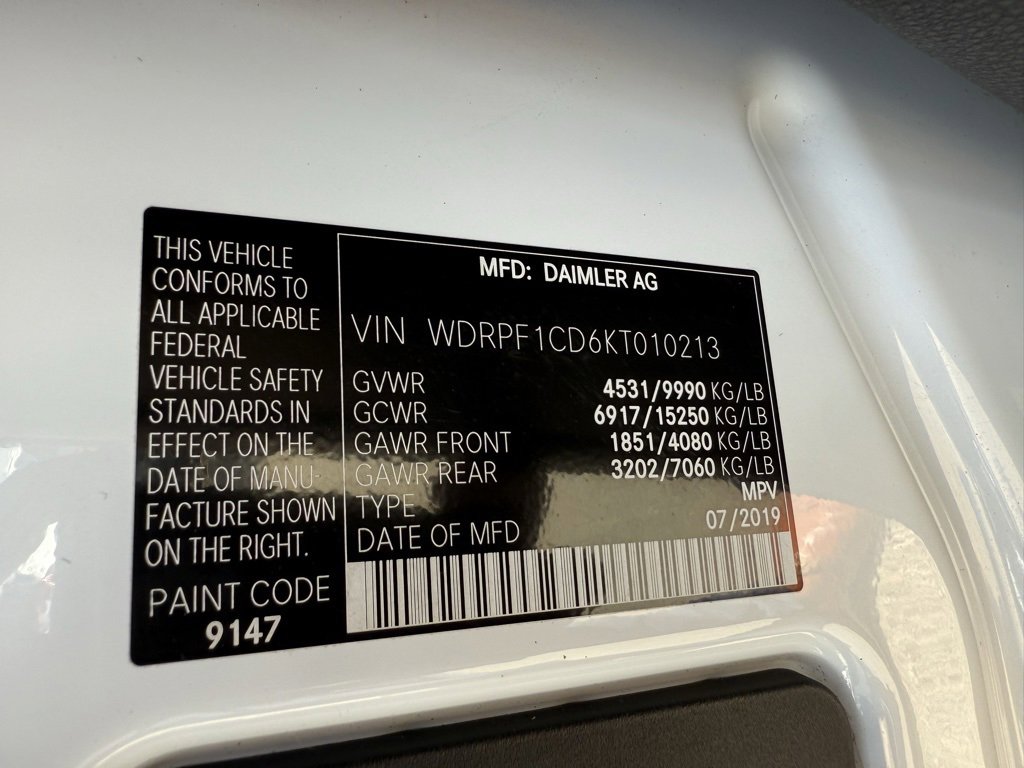 THIS VEHICLE
CONFORMS TO
ALL APPLICABLE
FEDERAL
VEHICLE SAFETY
STANDARDS IN
EFFECT ON THE
DATE OF MANU-
FACTURE SHOWN
ON THE RIGHT.
PAINT CODE
9147
MFD: DAIMLER AG
VIN WDRPF1CD6KT010213
GVWR 4531/9990 KG/LB
GCWR 6917/15250 KG/LB
GAWR FRONT 1851/4080 KG/LB
GAWR REAR 3202/7060 KG/LB
TYPE MPV
DATE OF MFD 07/2019